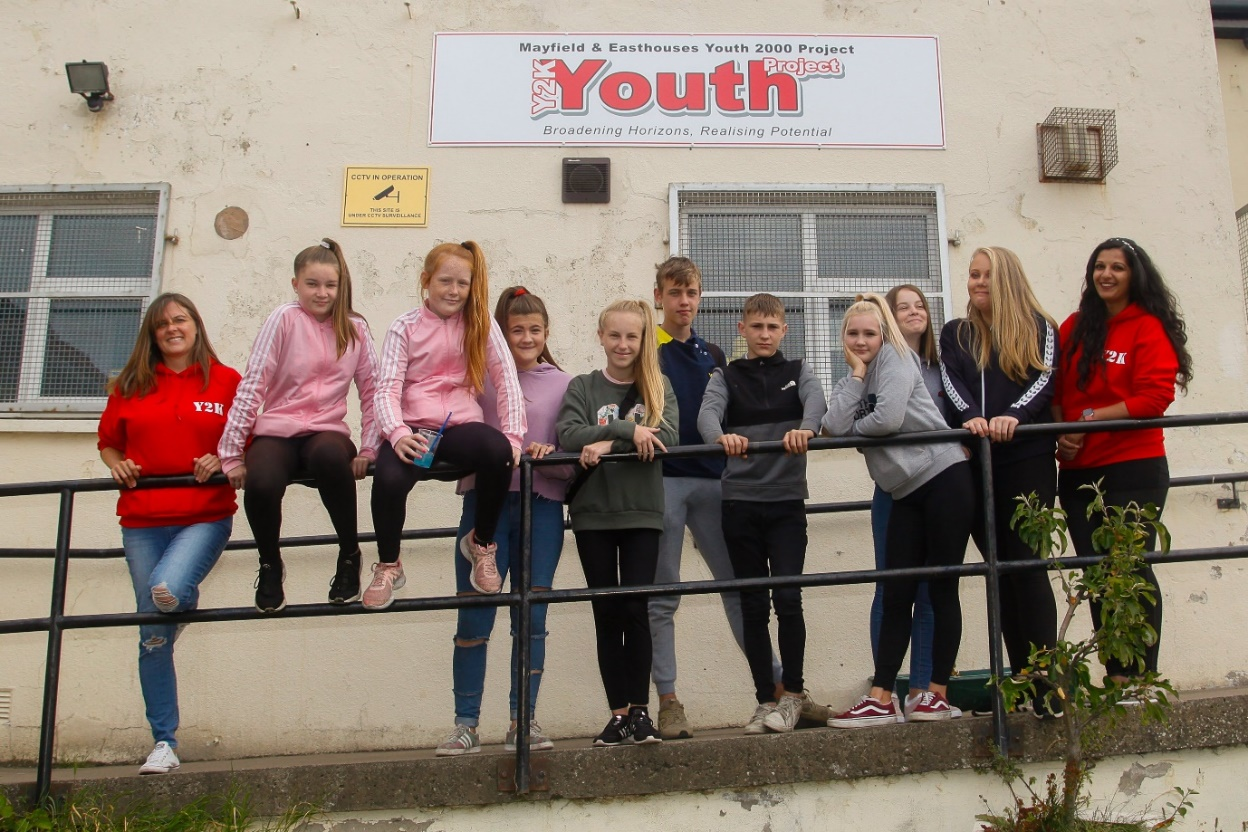 Mayfield & Easthouses Youth 2000 Project
Y2K Youth Project
Broadening Horizons, Realising Potential
CCTV IN OPERATION
THIS SITE IS
UNDER CCTV SURVEILLANCE
Y2K
Y2K